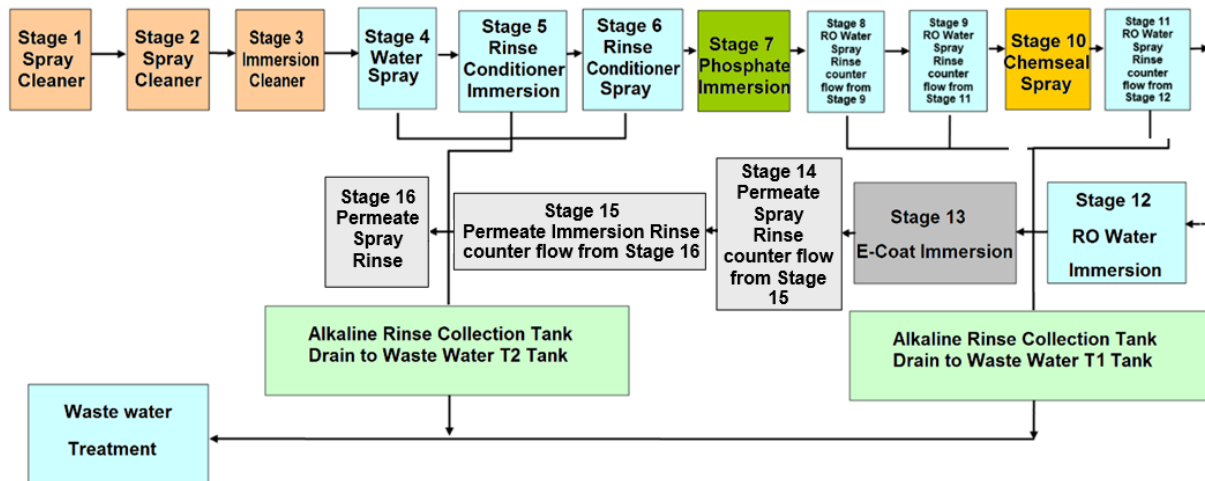 Stage 1
Spray
Cleaner
Stage 2
Spray
Cleaner
Stage 3
Immersion
Cleaner
Stage 4
Water
Spray
Stage 5
Rinse
Conditioner
Immersion
Stage 6
Rinse
Conditioner
Spray
Stage 7
Phosphate
Immersion
Stage 8
RO Water
Spray
Rinse
counter
flow from
Stage 9
Stage 9
RO Water
Spray
Rinse
counter
flow from
Stage 11
Stage 10
Chemseal
Spray
Stage 11
RO Water
Spray
Rinse
counter
flow from
Stage 12
Stage 16
Permeate
Spray
Rinse
Stage 15
Permeate Immersion Rinse
counter flow from Stage 16
Stage 14
Permeate
Spray
Rinse
counter flow
from Stage
15
Stage 13
E-Coat Immersion
Stage 12
RO Water
Immersion
Alkaline Rinse Collection Tank
Drain to Waste Water T2 Tank
Alkaline Rinse Collection Tank
Drain to Waste Water T1 Tank
Waste water
Treatment